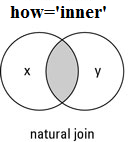 how='inner'
x y
natural join